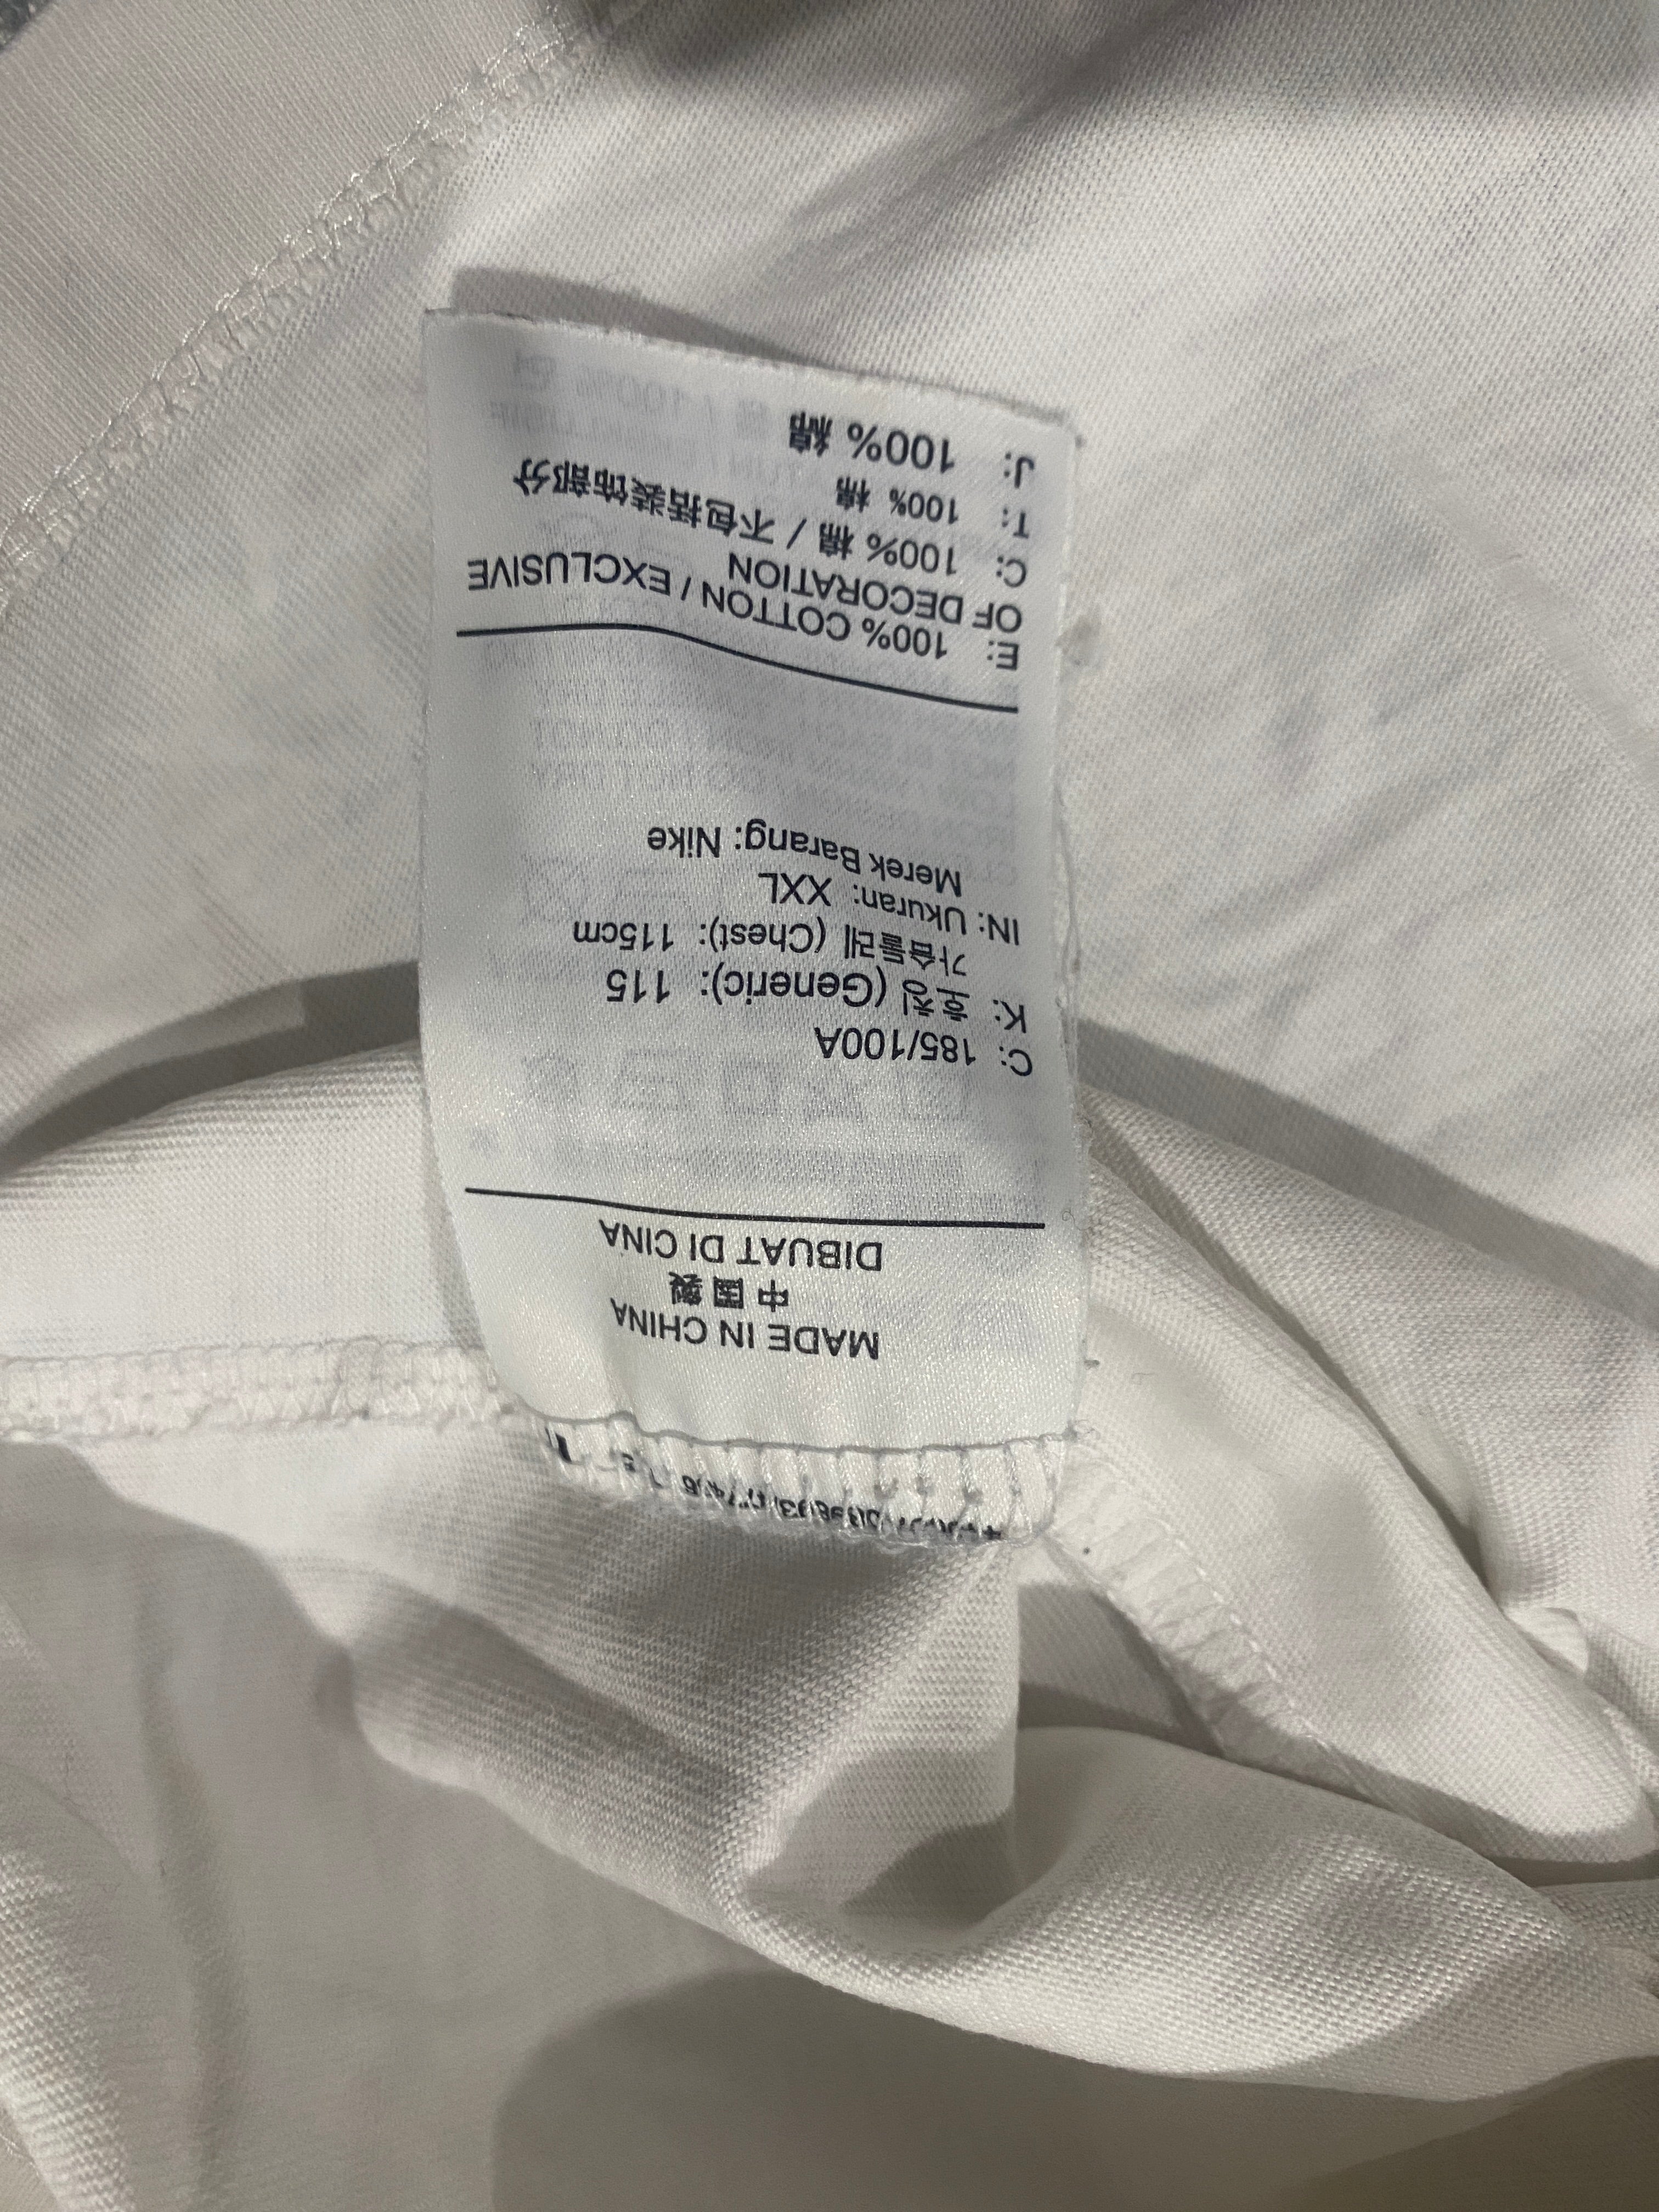 MADE IN CHINA
中国製
DIBUAT DI CINA
C: 185/100A
K: 호칭 (Generic): 115
가슴둘레 (Chest): 115cm
IN: Ukuran: XXL
Merek Barang: Nike
E: 100% COTTON / EXCLUSIVE
OF DECORATION
C: 100% 棉 / 不包括装饰部分
T: 100% 棉
J: 100% 綿